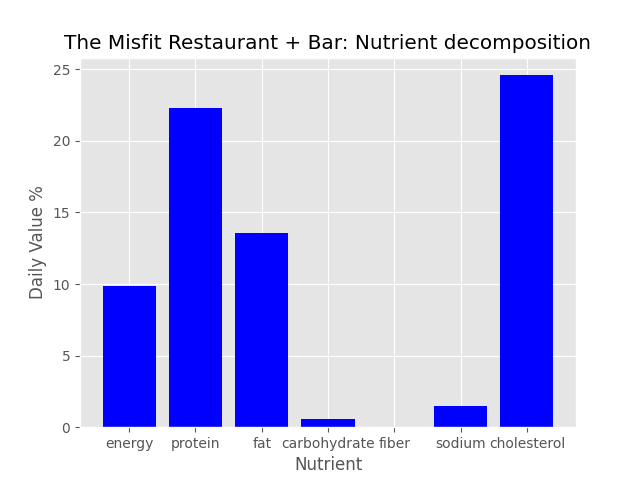 The Misfit Restaurant + Bar: Nutrient decomposition
25
20
15
10
5
0
Daily Value %
energy protein fat carbohydrate fiber sodium cholesterol
Nutrient